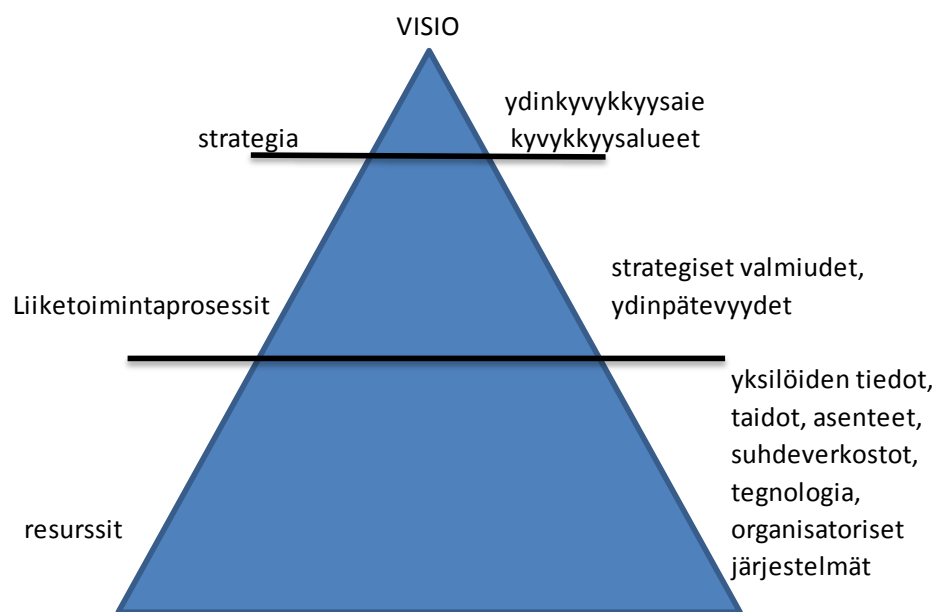 VISIO
ydinkyvykkyysaie
strategia
kyvykkyysalueet
strategiset valmiudet,
Liiketoimintaprosessit
ydinpätevyydet
yksilöiden tiedot,
taidot, asenteet,
suhdeverkostot,
tegnologia,
resurssit
organisatoriset
järjestelmät